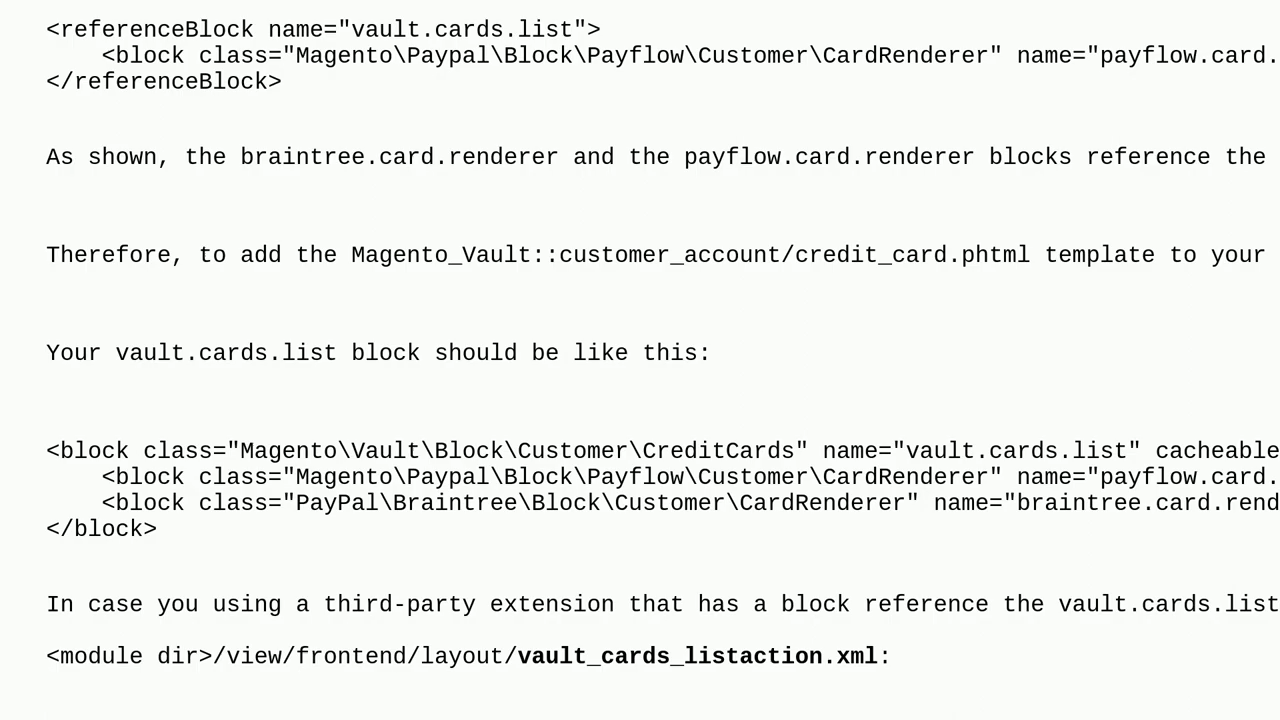 <referenceBlock name="vault.cards.list">
    <block class="Magento\Paypal\Block\Payflow\Customer\CardRenderer" name="payflow.card.
</referenceBlock>
As shown, the braintree.card.renderer and the payflow.card.renderer blocks reference the
Therefore, to add the Magento_Vault::customer_account/credit_card.phtml template to your
Your vault.cards.list block should be like this:
<block class="Magento\Vault\Block\Customer\CreditCards" name="vault.cards.list" cacheable
    <block class="Magento\Paypal\Block\Payflow\Customer\CardRenderer" name="payflow.card.
    <block class="PayPal\Braintree\Block\Customer\CardRenderer" name="braintree.card.rend
</block>
In case you using a third-party extension that has a block reference the vault.cards.list
<module dir>/view/frontend/layout/vault_cards_listaction.xml: